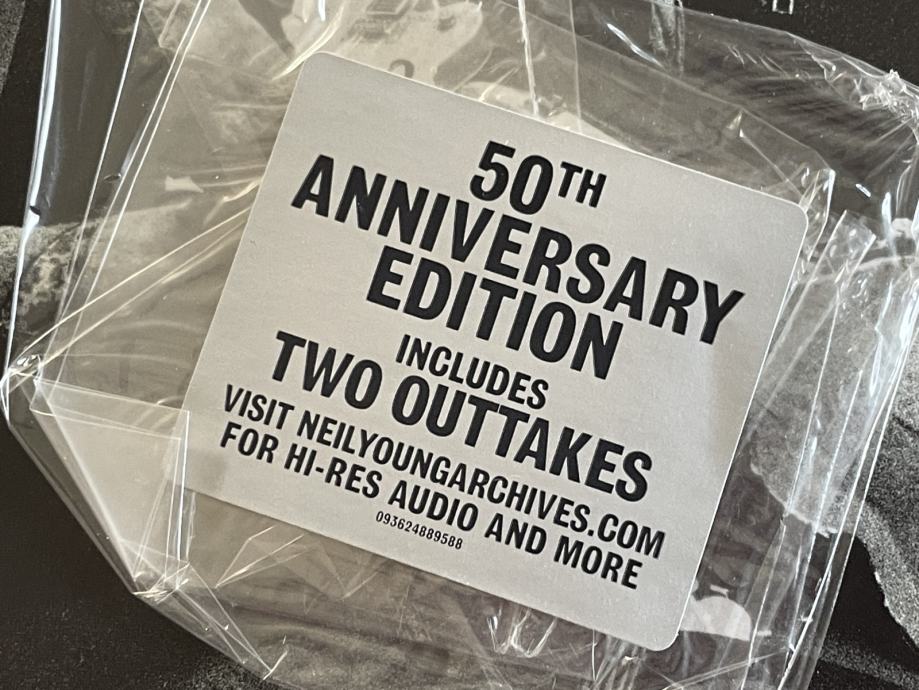 50TH
ANNIVERSARY
EDITION
INCLUDES
TWO OUTTAKES
VISIT NEILYOUNGARCHIVES.COM
FOR HI-RES AUDIO AND MORE
093624889588